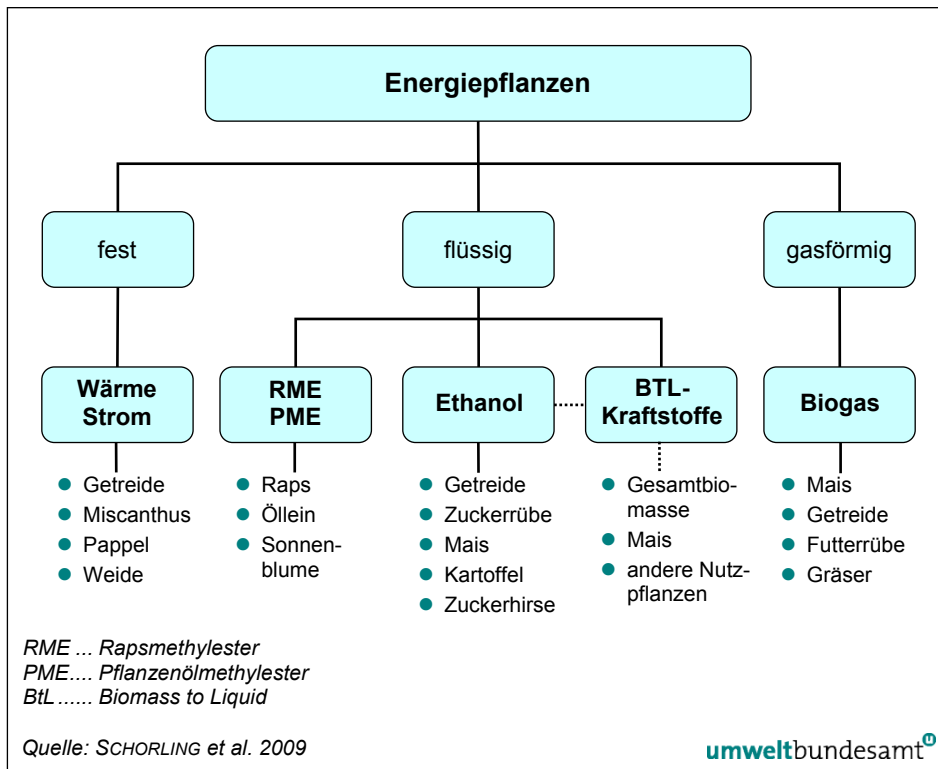 Energiepflanzen
fest
flüssig
gasförmig
Wärme
Strom
RME
PME
Ethanol
BTL-
Kraftstoffe
Biogas
Getreide
Miscanthus
Pappel
Weide
Raps
Öllein
Sonnen-
blume
Getreide
Zuckerrübe
Mais
Kartoffel
Zuckerhirse
Gesamtbio-
masse
Mais
andere Nutz-
pflanzen
Mais
Getreide
Futterrübe
Gräser
RME ... Rapsmethylester
PME.... Pflanzenölmethylester
BtL...... Biomass to Liquid
Quelle: SCHORLING et al. 2009
umweltbundesamt u